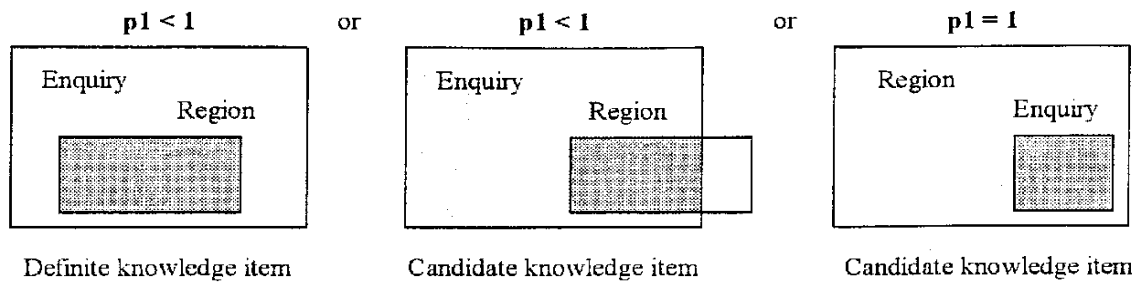 p1 < 1 or p1 < 1 or p1 = 1
Enquiry Enquiry Region
Region Region Enquiry
Definite knowledge item Candidate knowledge item Candidate knowledge item